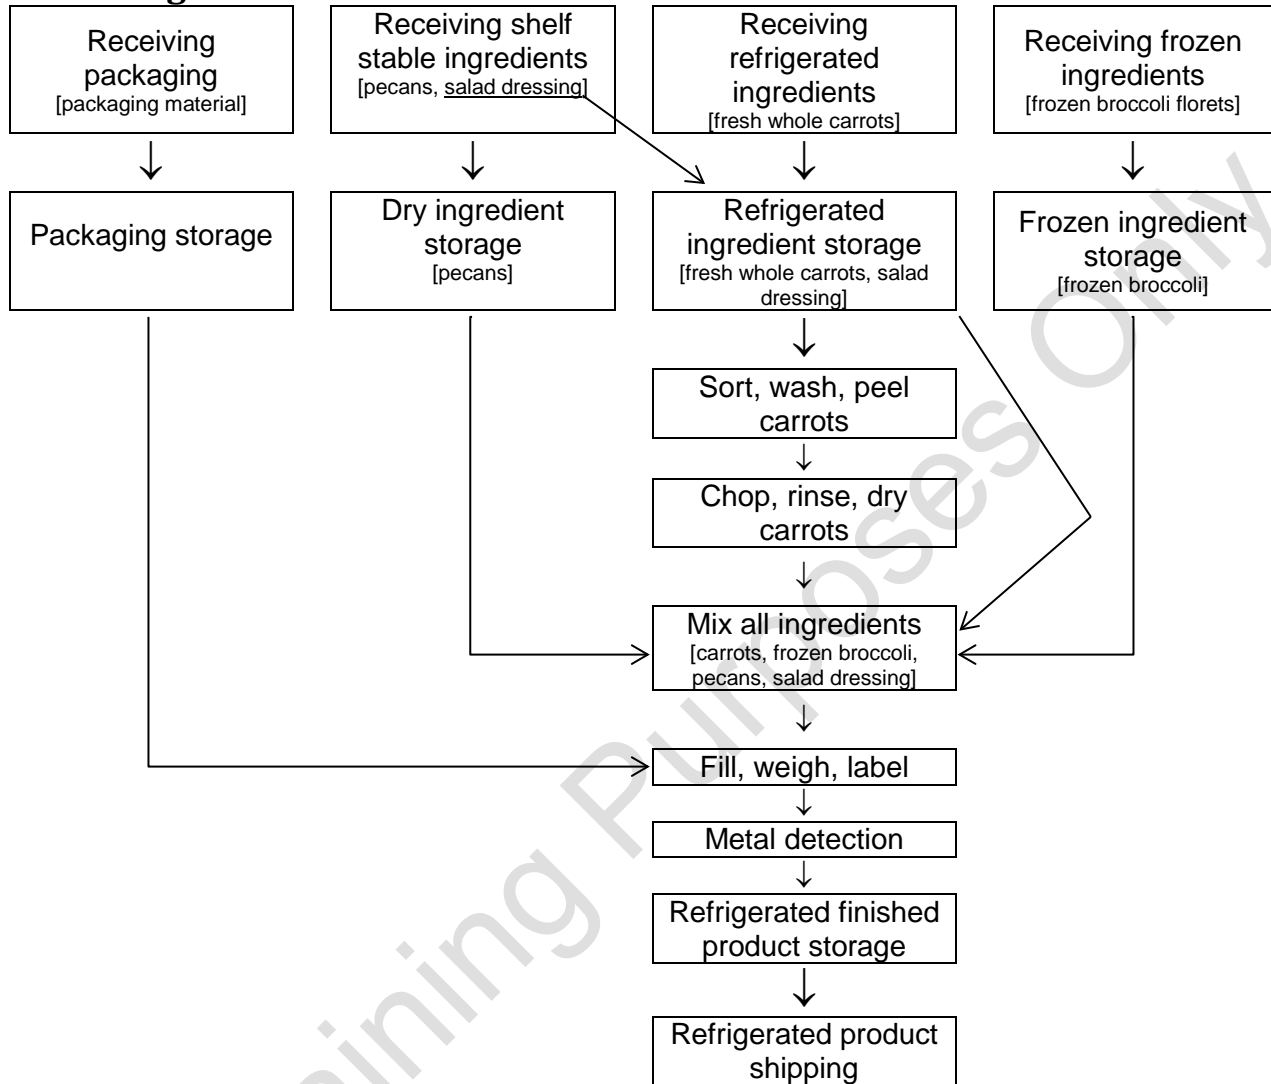 Receiving
packaging
[packaging material]
Receiving shelf
stable ingredients
[pecans, salad dressing]
Receiving
refrigerated
ingredients
[fresh whole carrots]
Receiving frozen
ingredients
[frozen broccoli florets]
Packaging storage
Dry ingredient
storage
[pecans]
Refrigerated
ingredient storage
[fresh whole carrots, salad
dressing]
Frozen ingredient
storage
[frozen broccoli]
Sort, wash, peel
carrots
Chop, rinse, dry
carrots
Mix all ingredients
[carrots, frozen broccoli,
pecans, salad dressing]
Fill, weigh, label
Metal detection
Refrigerated finished
product storage
Refrigerated product
shipping
Purposes Only